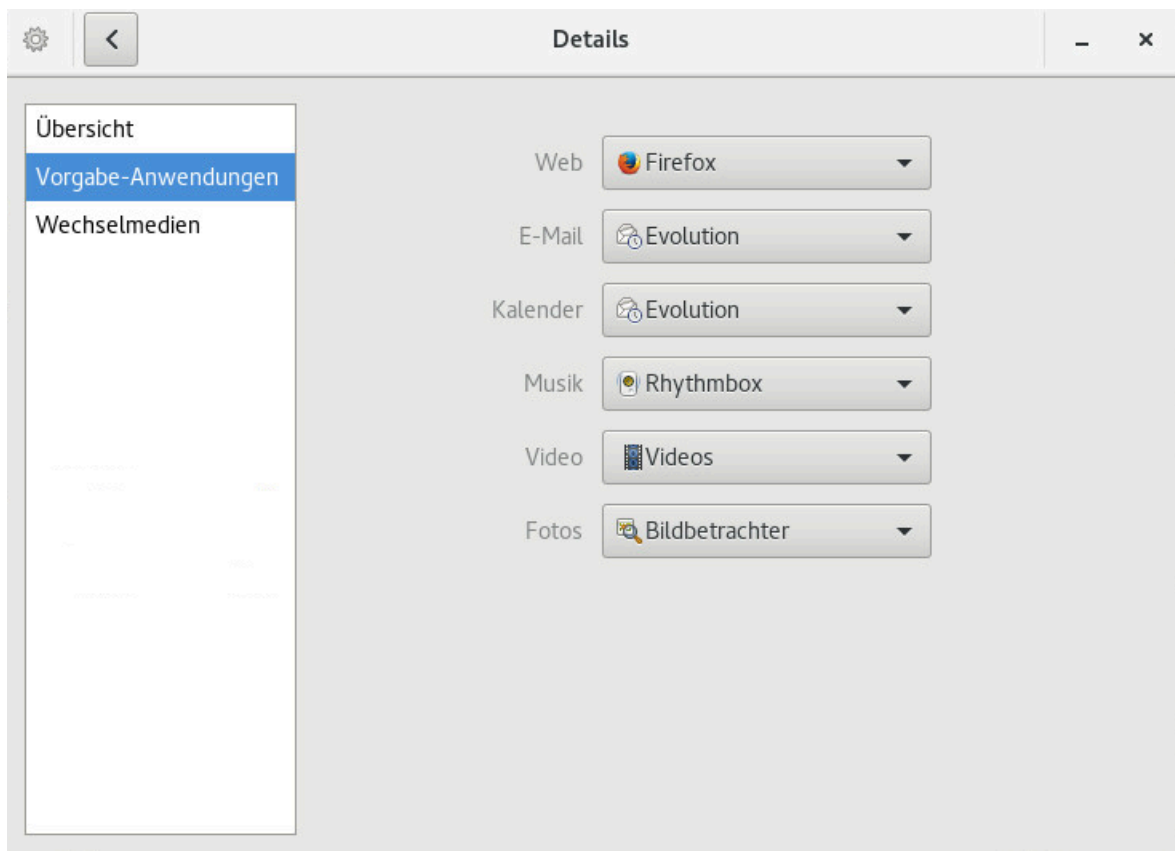 Details
Übersicht
Vorgabe-Anwendungen
Wechselmedien
Web Firefox
E-Mail Evolution
Kalender Evolution
Musik Rhythmbox
Video Videos
Fotos Bildbetrachter